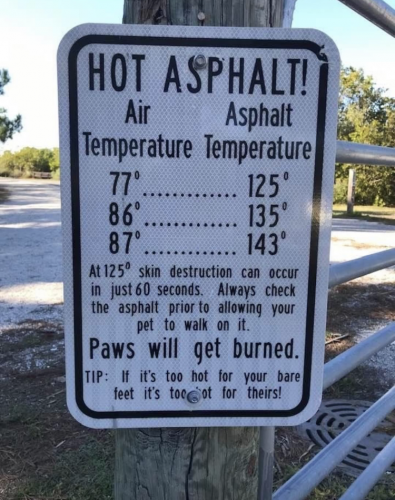 HOT ASPHALT!
Air Asphalt
Temperature Temperature
77°............. 125°
86°............. 135°
87°............. 143°
At 125° skin destruction can occur
in just 60 seconds. Always check
the asphalt prior to allowing your
pet to walk on it.
Paws will get burned.
TIP: If it's too hot for your bare
feet it's too hot for theirs!